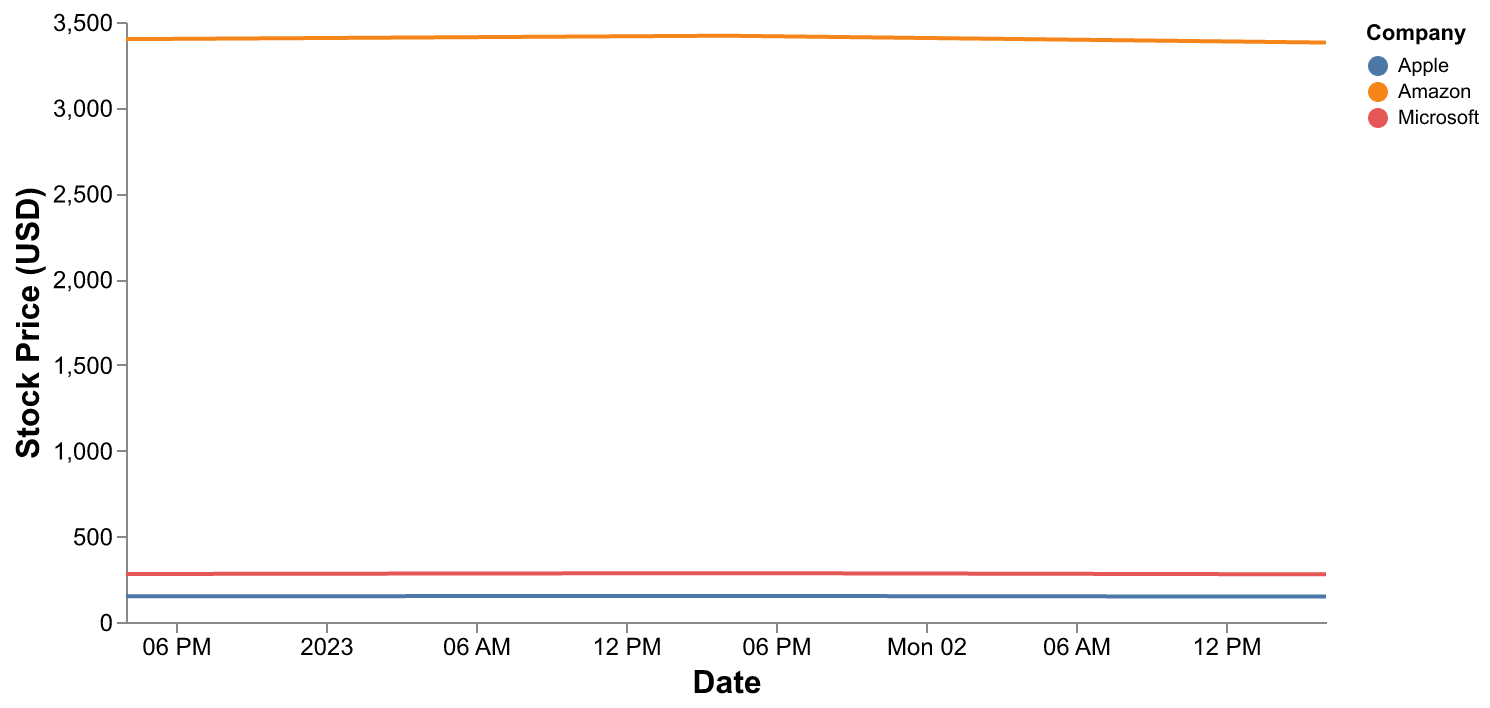 3,500
3,000
2,500
2,000
1,500
1,000
500
0
Stock Price (USD)
06 PM
2023
06 AM
12 PM
06 PM
Mon 02
06 AM
12 PM
Date
Company
Apple
Amazon
Microsoft